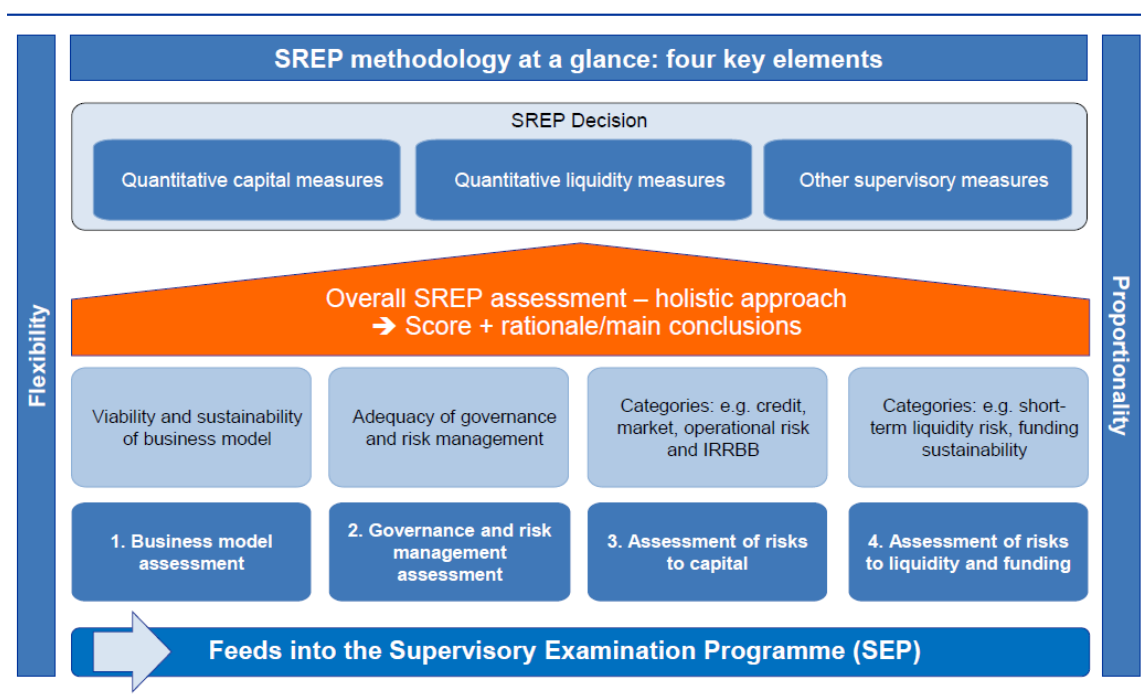 SREP methodology at a glance: four key elements
SREP Decision
Quantitative capital measures
Quantitative liquidity measures
Other supervisory measures
Flexibility
Proportionality
Overall SREP assessment – holistic approach
➔ Score + rationale/main conclusions
Viability and sustainability
of business model
Adequacy of governance
and risk management
Categories: e.g. credit,
market, operational risk
and IRRBB
Categories: e.g. short-
term liquidity risk, funding
sustainability
1. Business model
assessment
2. Governance and risk
management
assessment
3. Assessment of risks
to capital
4. Assessment of risks
to liquidity and funding
Feeds into the Supervisory Examination Programme (SEP)